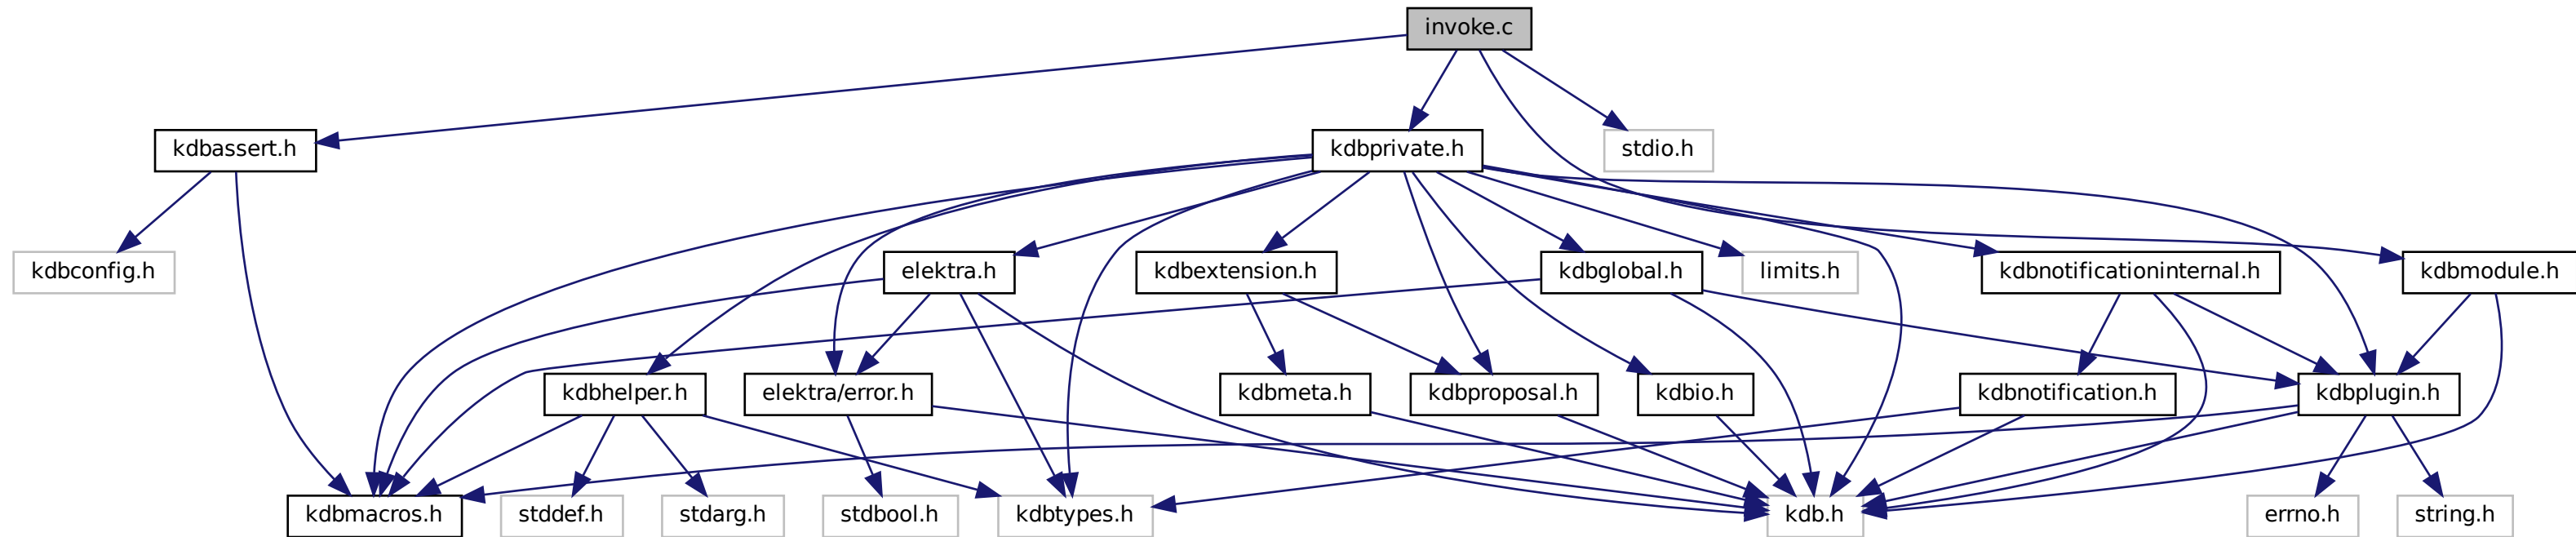 invoke.c
kdbassert.h
kdbprivate.h
stdio.h
kdbconfig.h
elektra.h
kdbextension.h
kdbglobal.h
limits.h
kdbnotificationinternal.h
kdbmodule.h
kdbhelper.h
elektra/error.h
kdbmeta.h
kdbproposal.h
kdbio.h
kdbnotification.h
kdbplugin.h
kdbmacros.h
stddef.h
stdarg.h
stdbool.h
kdbtypes.h
kdb.h
errno.h
string.h